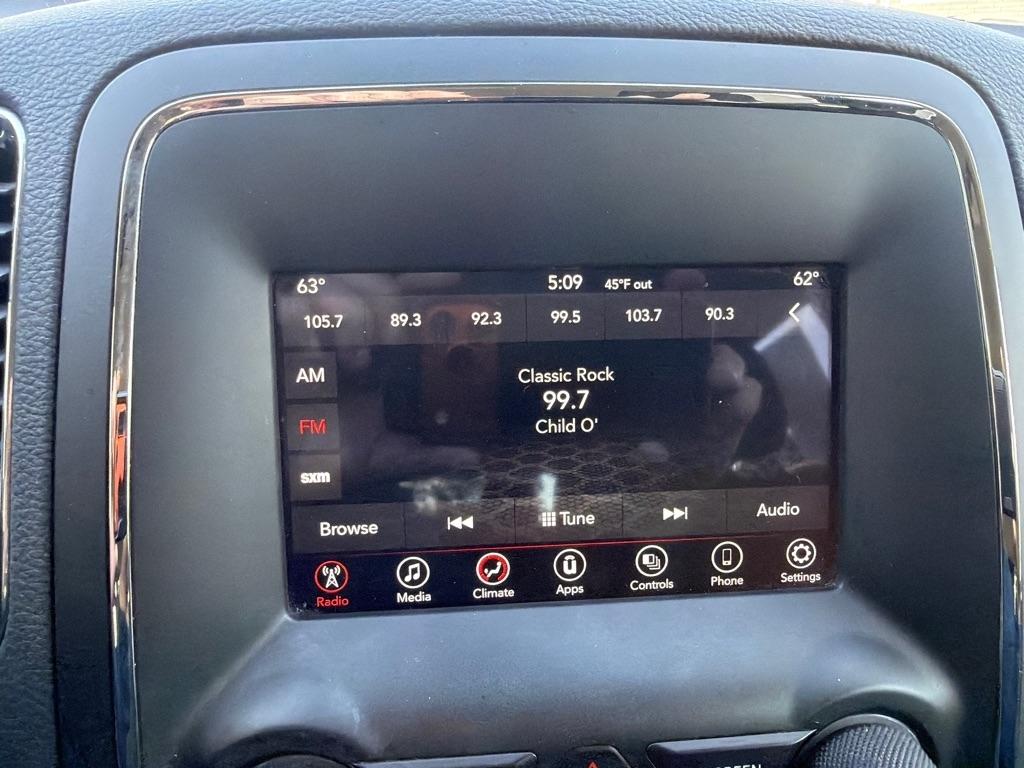 63° 5:09 45°F out 62°
105.7 89.3 92.3 99.5 103.7 90.3
AM
Classic Rock
99.7
FM
Child O'
sxm
Browse Tune Audio
Radio Media Climate Apps Controls Phone Settings